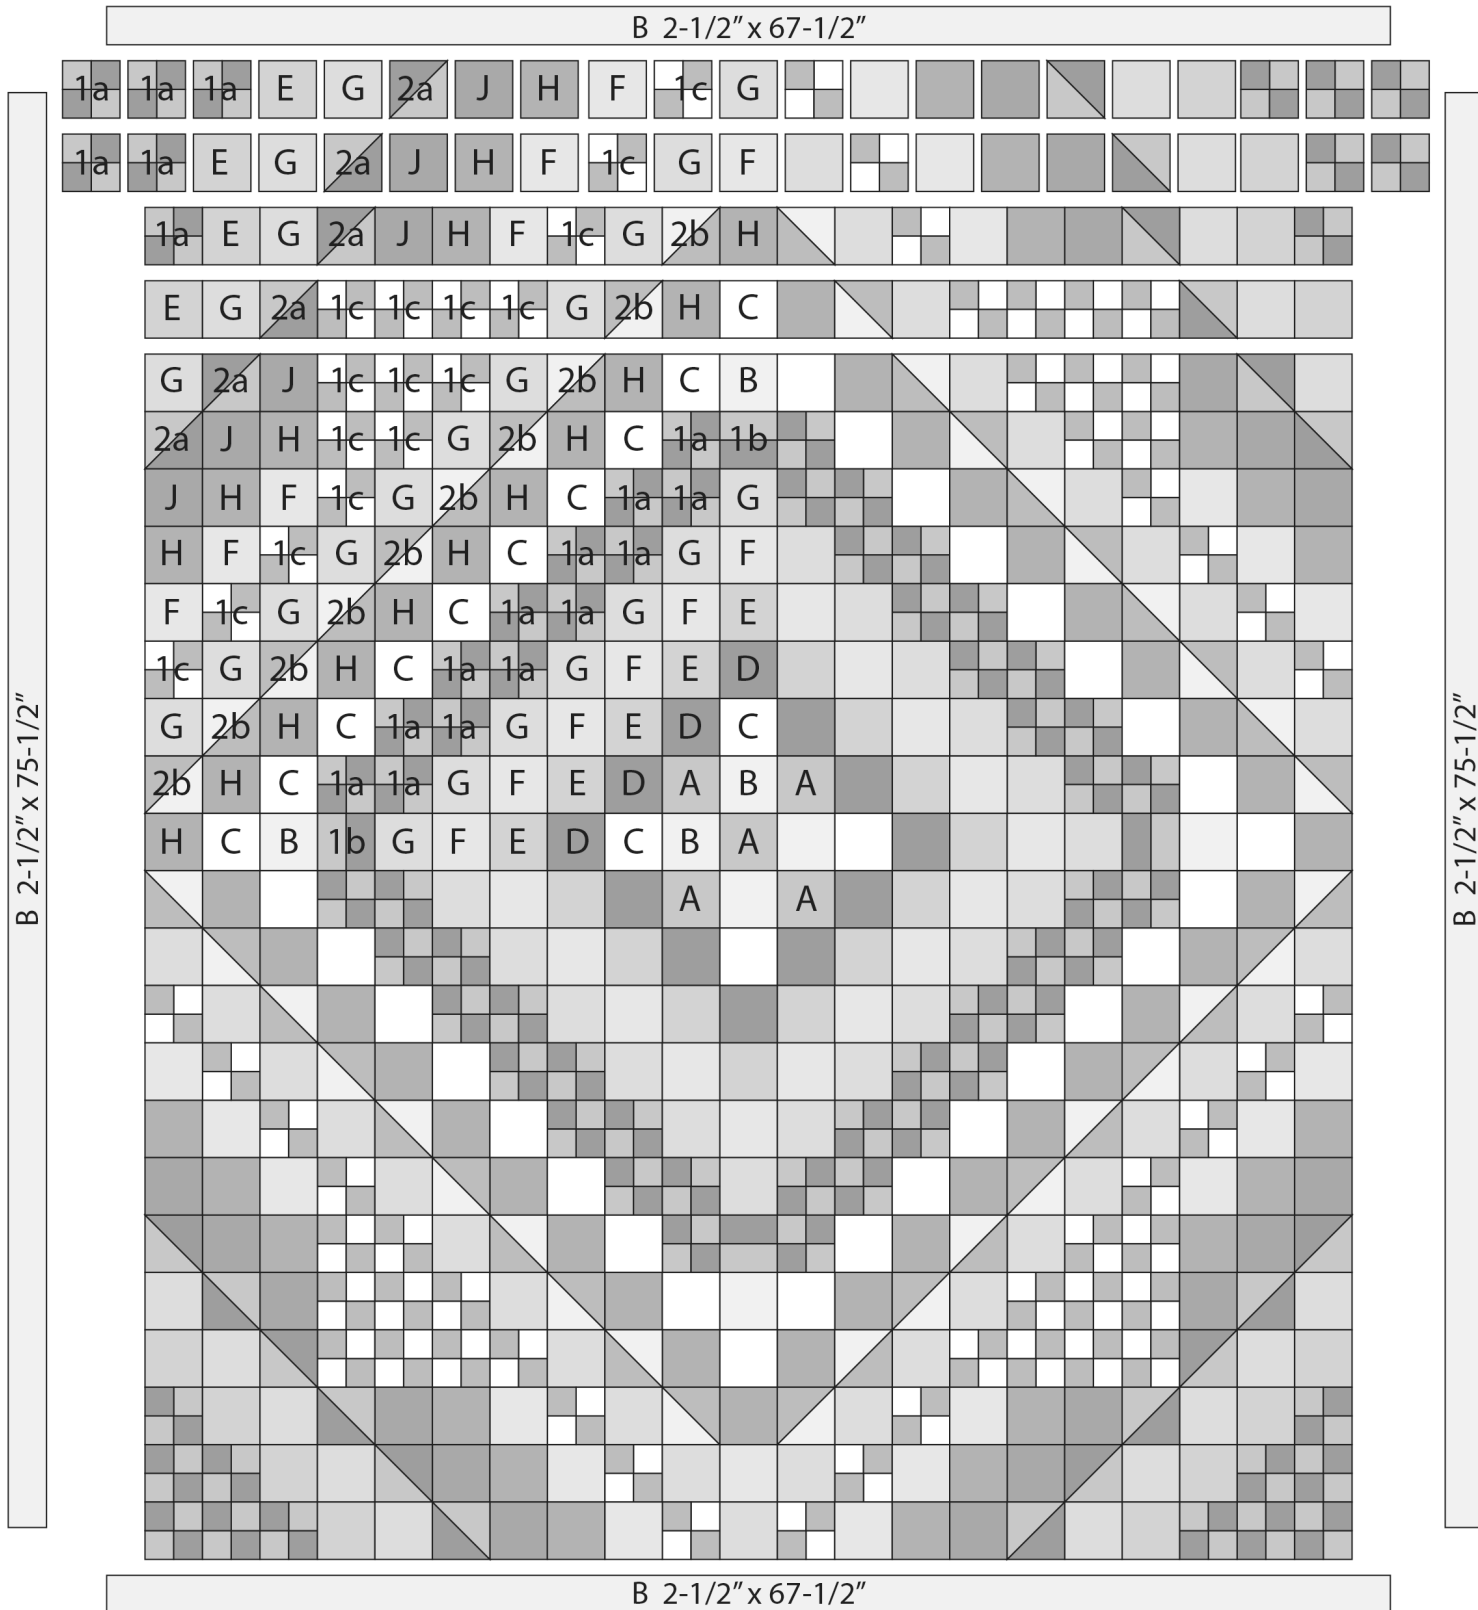 B 2-1/2" x 67-1/2"
1a 1a 1a E G 2a J H F 1c G
1a 1a E G 2a J H F 1c G F
1a E G 2a J H F 1c G 2b H
E G 2a 1c 1c 1c 1c G 2b H C
G 2a J 1c 1c 1c G 2b H C B
2a J H 1c 1c G 2b H C 1a 1b
J H F 1c G 2b H C 1a 1a G
H F 1c G 2b H C 1a 1a G F
F 1c G 2b H C 1a 1a G F E
1c G 2b H C 1a 1a G F E D
G 2b H C 1a 1a G F E D C
2b H C 1a 1a G F E D A B A
H C B 1b G F E D C B A
A A
B 2-1/2" x 75-1/2"
B 2-1/2" x 75-1/2"
B 2-1/2" x 67-1/2"